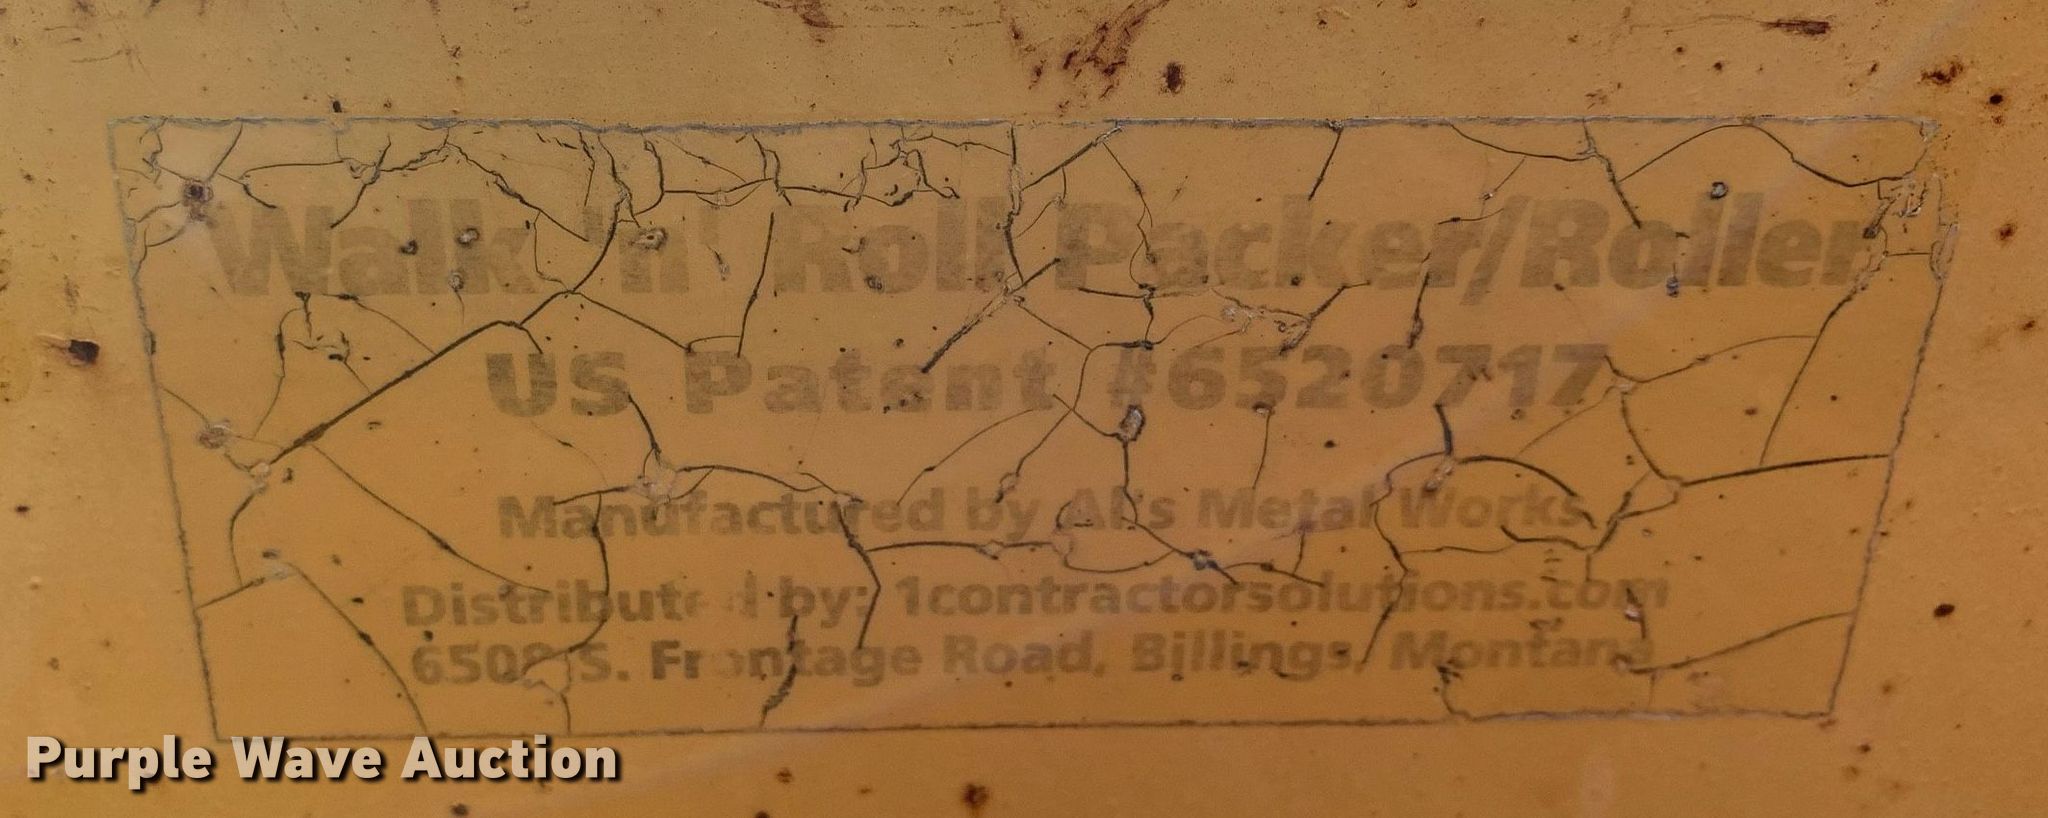 Walk 'n' Roll Packer/Roller
US Patent #6520717
Manufactured by Al's Metal Works
Distributed by: 1contractorsolutions.com
6508 S. Frontage Road, Billings, Montana
Purple Wave Auction